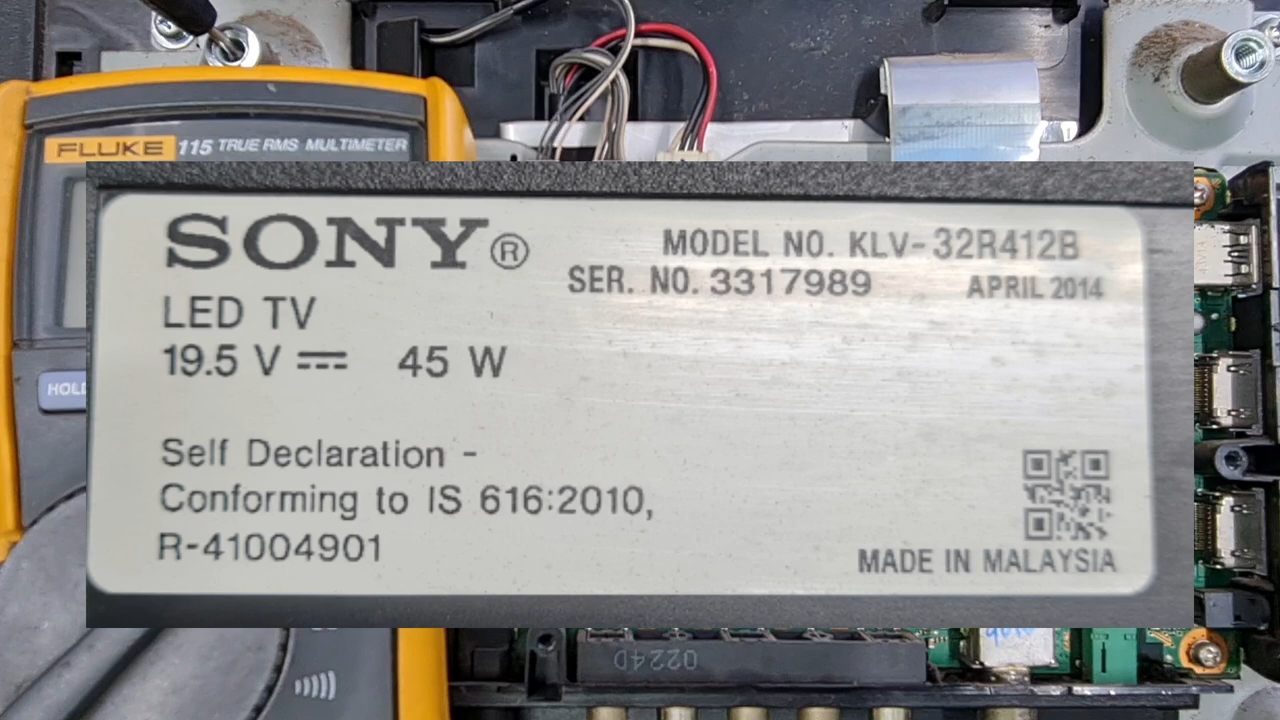 FLUKE 115 TRUE RMS MULTIMETER
HOLD
SONY®
MODEL NO. KLV-32R412B
SER. NO. 3317989 APRIL 2014
LED TV
19.5 V ⎓ 45 W
Self Declaration -
Conforming to IS 616:2010,
R-41004901
MADE IN MALAYSIA
0224D